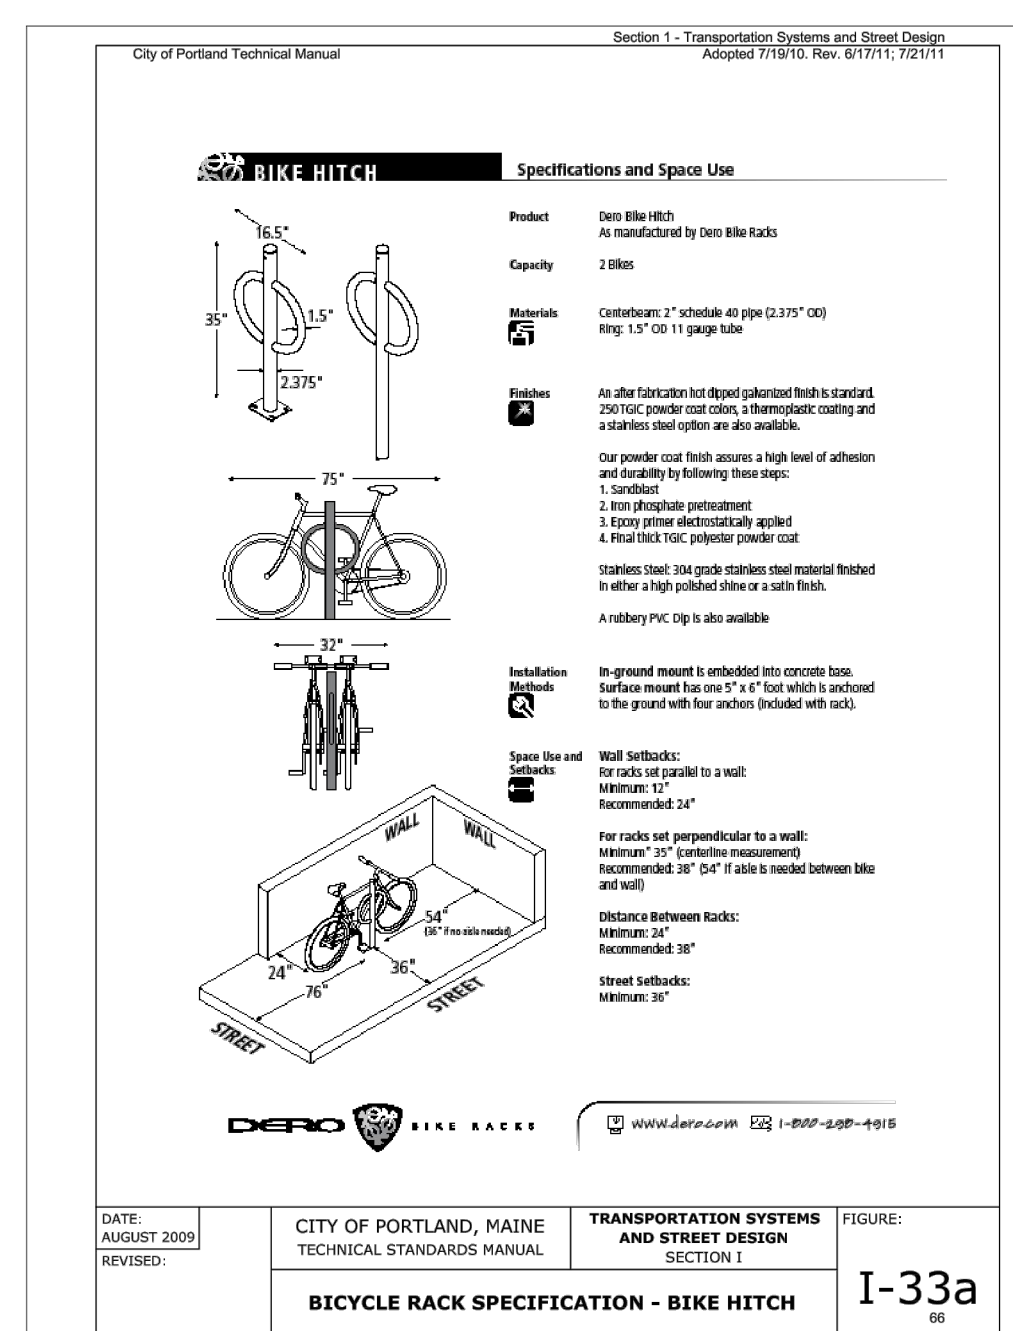 Section 1 - Transportation Systems and Street Design
City of Portland Technical Manual
Adopted 7/19/10. Rev. 6/17/11; 7/21/11
BIKE HITCH
Specifications and Space Use
16.5"
35"
1.5"
2.375"
75"
32"
WALL
WALL
54"
(36" if no aisle needed)
24"
36"
76"
STREET
STREET
Product
Dero Bike Hitch
As manufactured by Dero Bike Racks
Capacity
2 Bikes
Materials
Centerbeam: 2" schedule 40 pipe (2.375" OD)
Ring: 1.5" OD 11 gauge tube
Finishes
An after fabrication hot dipped galvanized finish is standard.
250 TGIC powder coat colors, a thermoplastic coating and
a stainless steel option are also available.
Our powder coat finish assures a high level of adhesion
and durability by following these steps:
1. Sandblast
2. Iron phosphate pretreatment
3. Epoxy primer electrostatically applied
4. Final thick TGIC polyester powder coat
Stainless Steel: 304 grade stainless steel material finished
in either a high polished shine or a satin finish.
A rubbery PVC Dip is also available
Installation
Methods
In-ground mount is embedded into concrete base.
Surface mount has one 5" x 6" foot which is anchored
to the ground with four anchors (included with rack).
Space Use and
Setbacks
Wall Setbacks:
For racks set parallel to a wall:
Minimum: 12"
Recommended: 24"
For racks set perpendicular to a wall:
Minimum" 35" (centerline measurement)
Recommended: 38" (54" if aisle is needed between bike
and wall)
Distance Between Racks:
Minimum: 24"
Recommended: 38"
Street Setbacks:
Minimum: 36"
DERO BIKE RACKS
www.dero.com 1-800-298-4915
DATE:
AUGUST 2009
REVISED:
CITY OF PORTLAND, MAINE
TECHNICAL STANDARDS MANUAL
TRANSPORTATION SYSTEMS
AND STREET DESIGN
SECTION I
BICYCLE RACK SPECIFICATION - BIKE HITCH
FIGURE:
I-33a
66